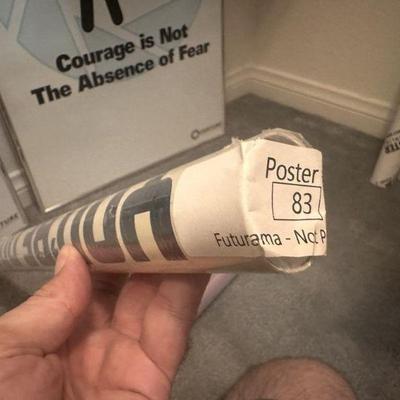 Courage is Not
The Absence of Fear
Poster
83
Futurama - Not P